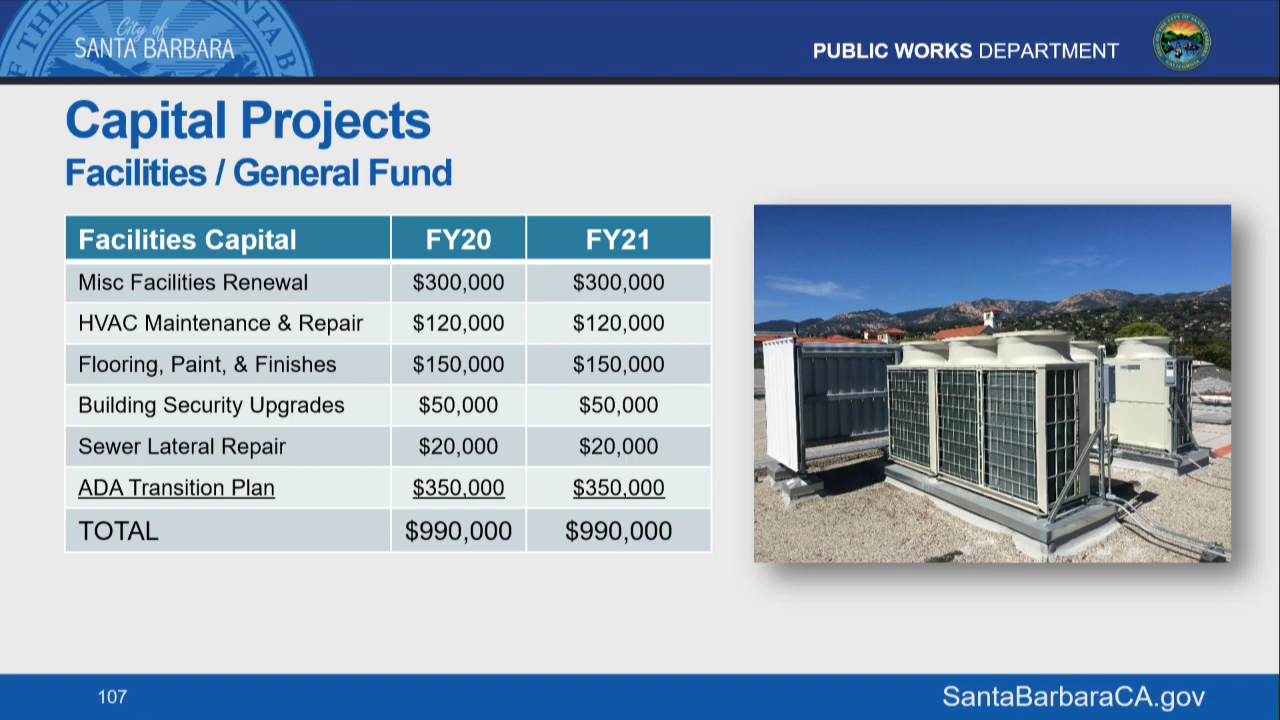 City of
SANTA BARBARA
PUBLIC WORKS DEPARTMENT
Capital Projects
Facilities / General Fund
Facilities Capital FY20 FY21
Misc Facilities Renewal $300,000 $300,000
HVAC Maintenance & Repair $120,000 $120,000
Flooring, Paint, & Finishes $150,000 $150,000
Building Security Upgrades $50,000 $50,000
Sewer Lateral Repair $20,000 $20,000
ADA Transition Plan $350,000 $350,000
TOTAL $990,000 $990,000
107
SantaBarbaraCA.gov